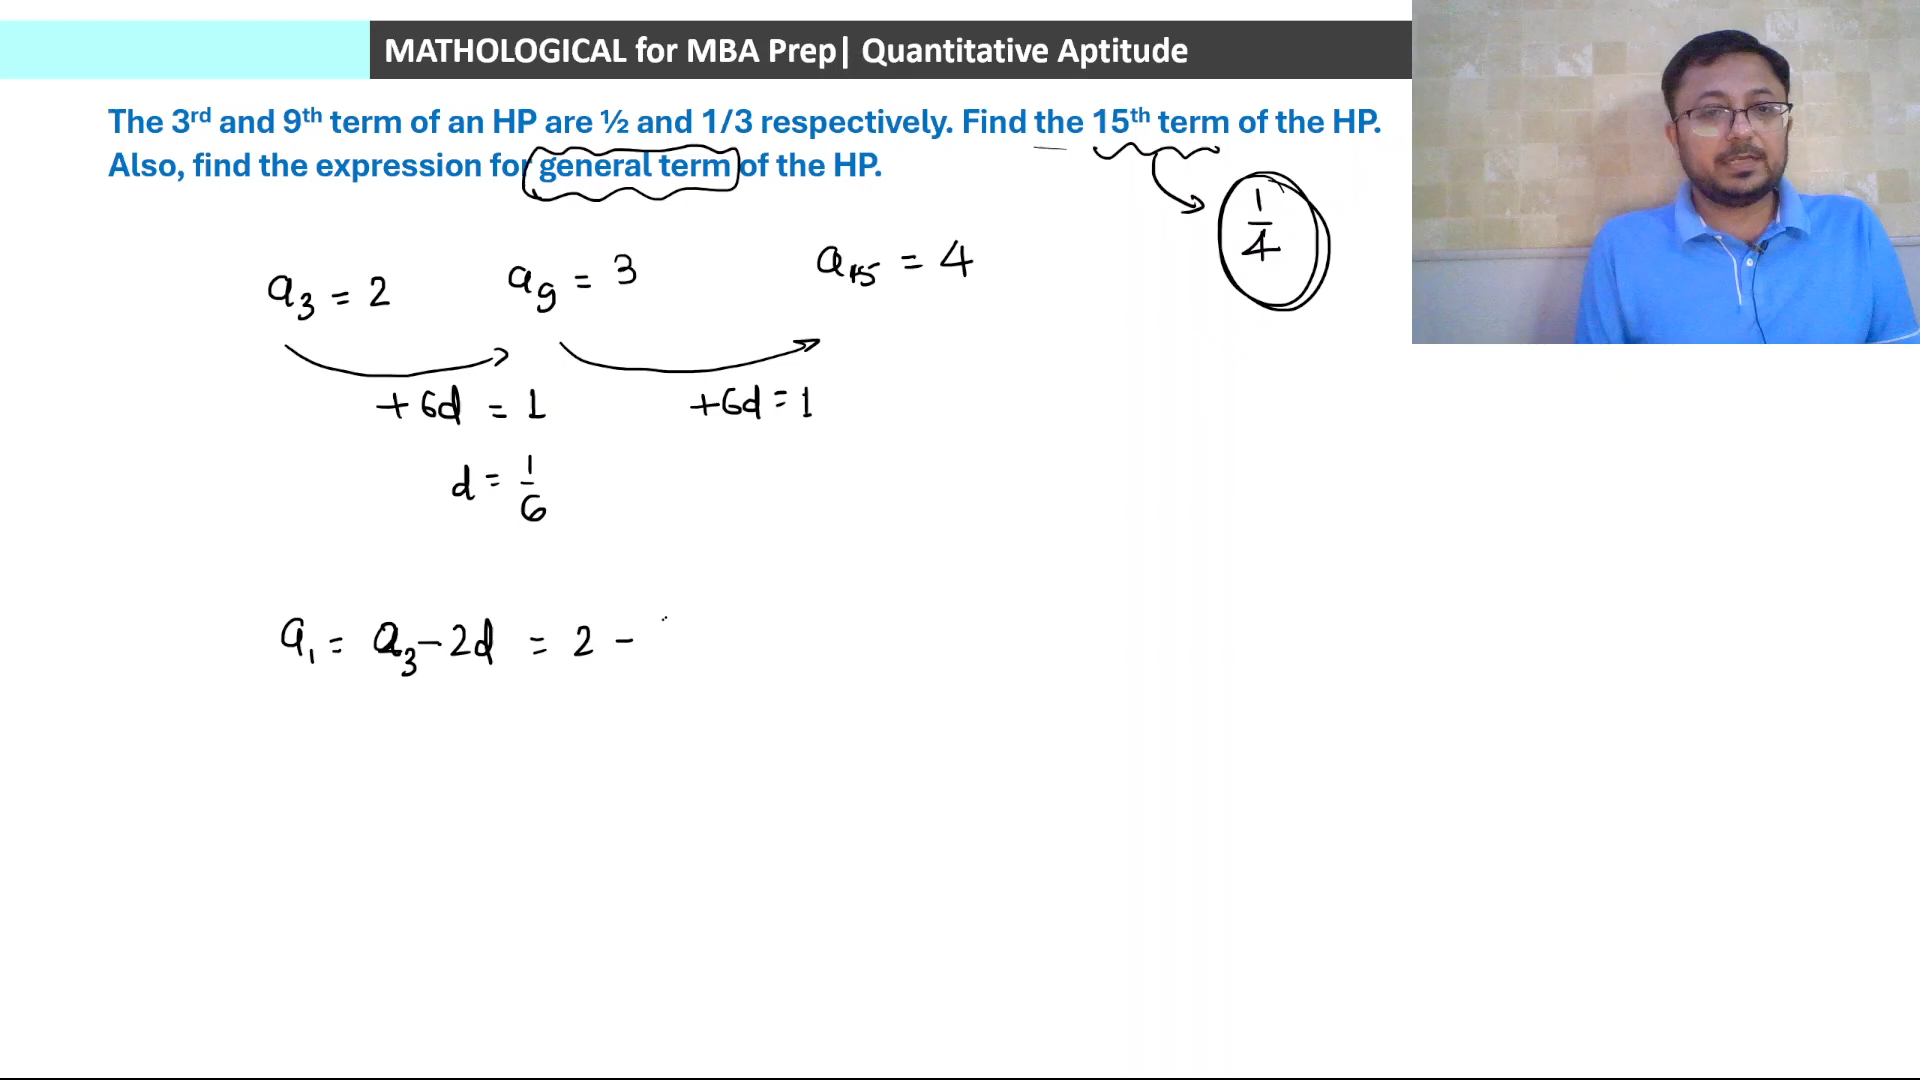 MATHOLOGICAL for MBA Prep| Quantitative Aptitude
The 3rd and 9th term of an HP are ½ and 1/3 respectively. Find the 15th term of the HP.
Also, find the expression for general term of the HP.
1/4
a₃ = 2 a₉ = 3 a₁₅ = 4
+6d = 1 +6d = 1
d = 1/6
a₁ = a₃ - 2d = 2 -